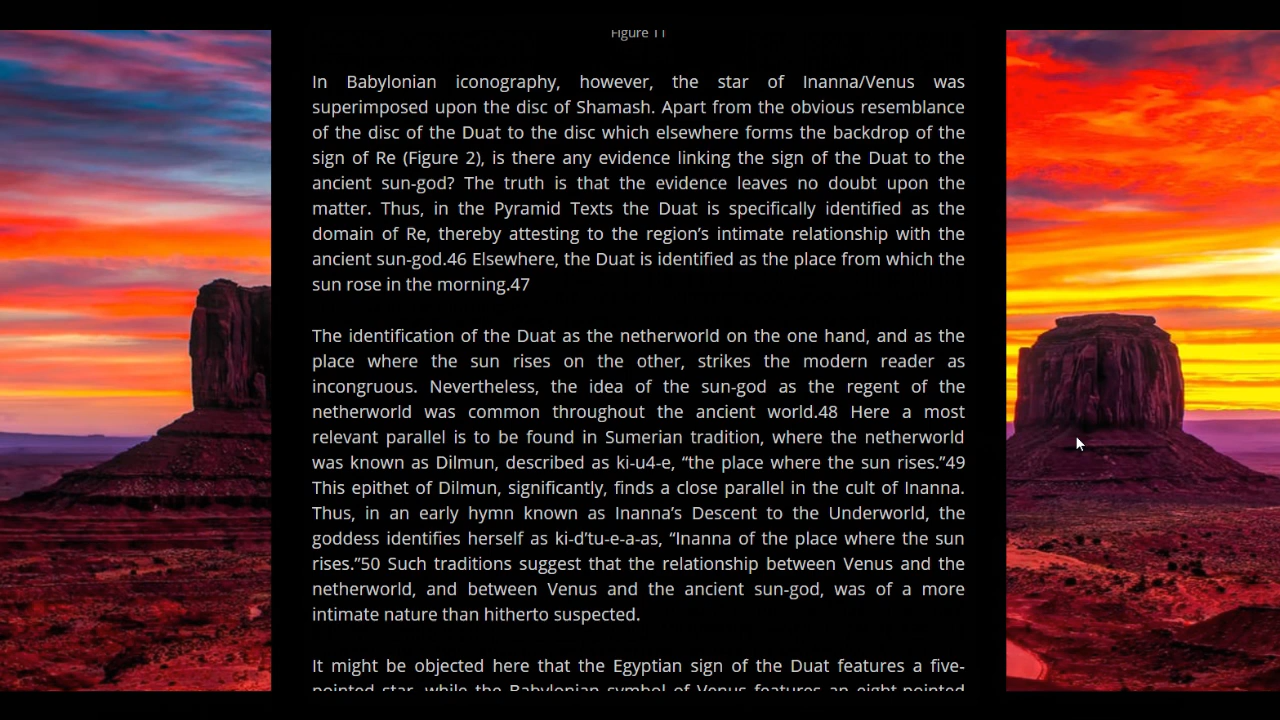 Figure 11
In Babylonian iconography, however, the star of Inanna/Venus was
superimposed upon the disc of Shamash. Apart from the obvious resemblance
of the disc of the Duat to the disc which elsewhere forms the backdrop of the
sign of Re (Figure 2), is there any evidence linking the sign of the Duat to the
ancient sun-god? The truth is that the evidence leaves no doubt upon the
matter. Thus, in the Pyramid Texts the Duat is specifically identified as the
domain of Re, thereby attesting to the region’s intimate relationship with the
ancient sun-god.46 Elsewhere, the Duat is identified as the place from which the
sun rose in the morning.47
The identification of the Duat as the netherworld on the one hand, and as the
place where the sun rises on the other, strikes the modern reader as
incongruous. Nevertheless, the idea of the sun-god as the regent of the
netherworld was common throughout the ancient world.48 Here a most
relevant parallel is to be found in Sumerian tradition, where the netherworld
was known as Dilmun, described as ki-u4-e, “the place where the sun rises.”49
This epithet of Dilmun, significantly, finds a close parallel in the cult of Inanna.
Thus, in an early hymn known as Inanna’s Descent to the Underworld, the
goddess identifies herself as ki-d’tu-e-a-as, “Inanna of the place where the sun
rises.”50 Such traditions suggest that the relationship between Venus and the
netherworld, and between Venus and the ancient sun-god, was of a more
intimate nature than hitherto suspected.
It might be objected here that the Egyptian sign of the Duat features a five-
pointed star, while the Babylonian symbol of Venus features an eight-pointed